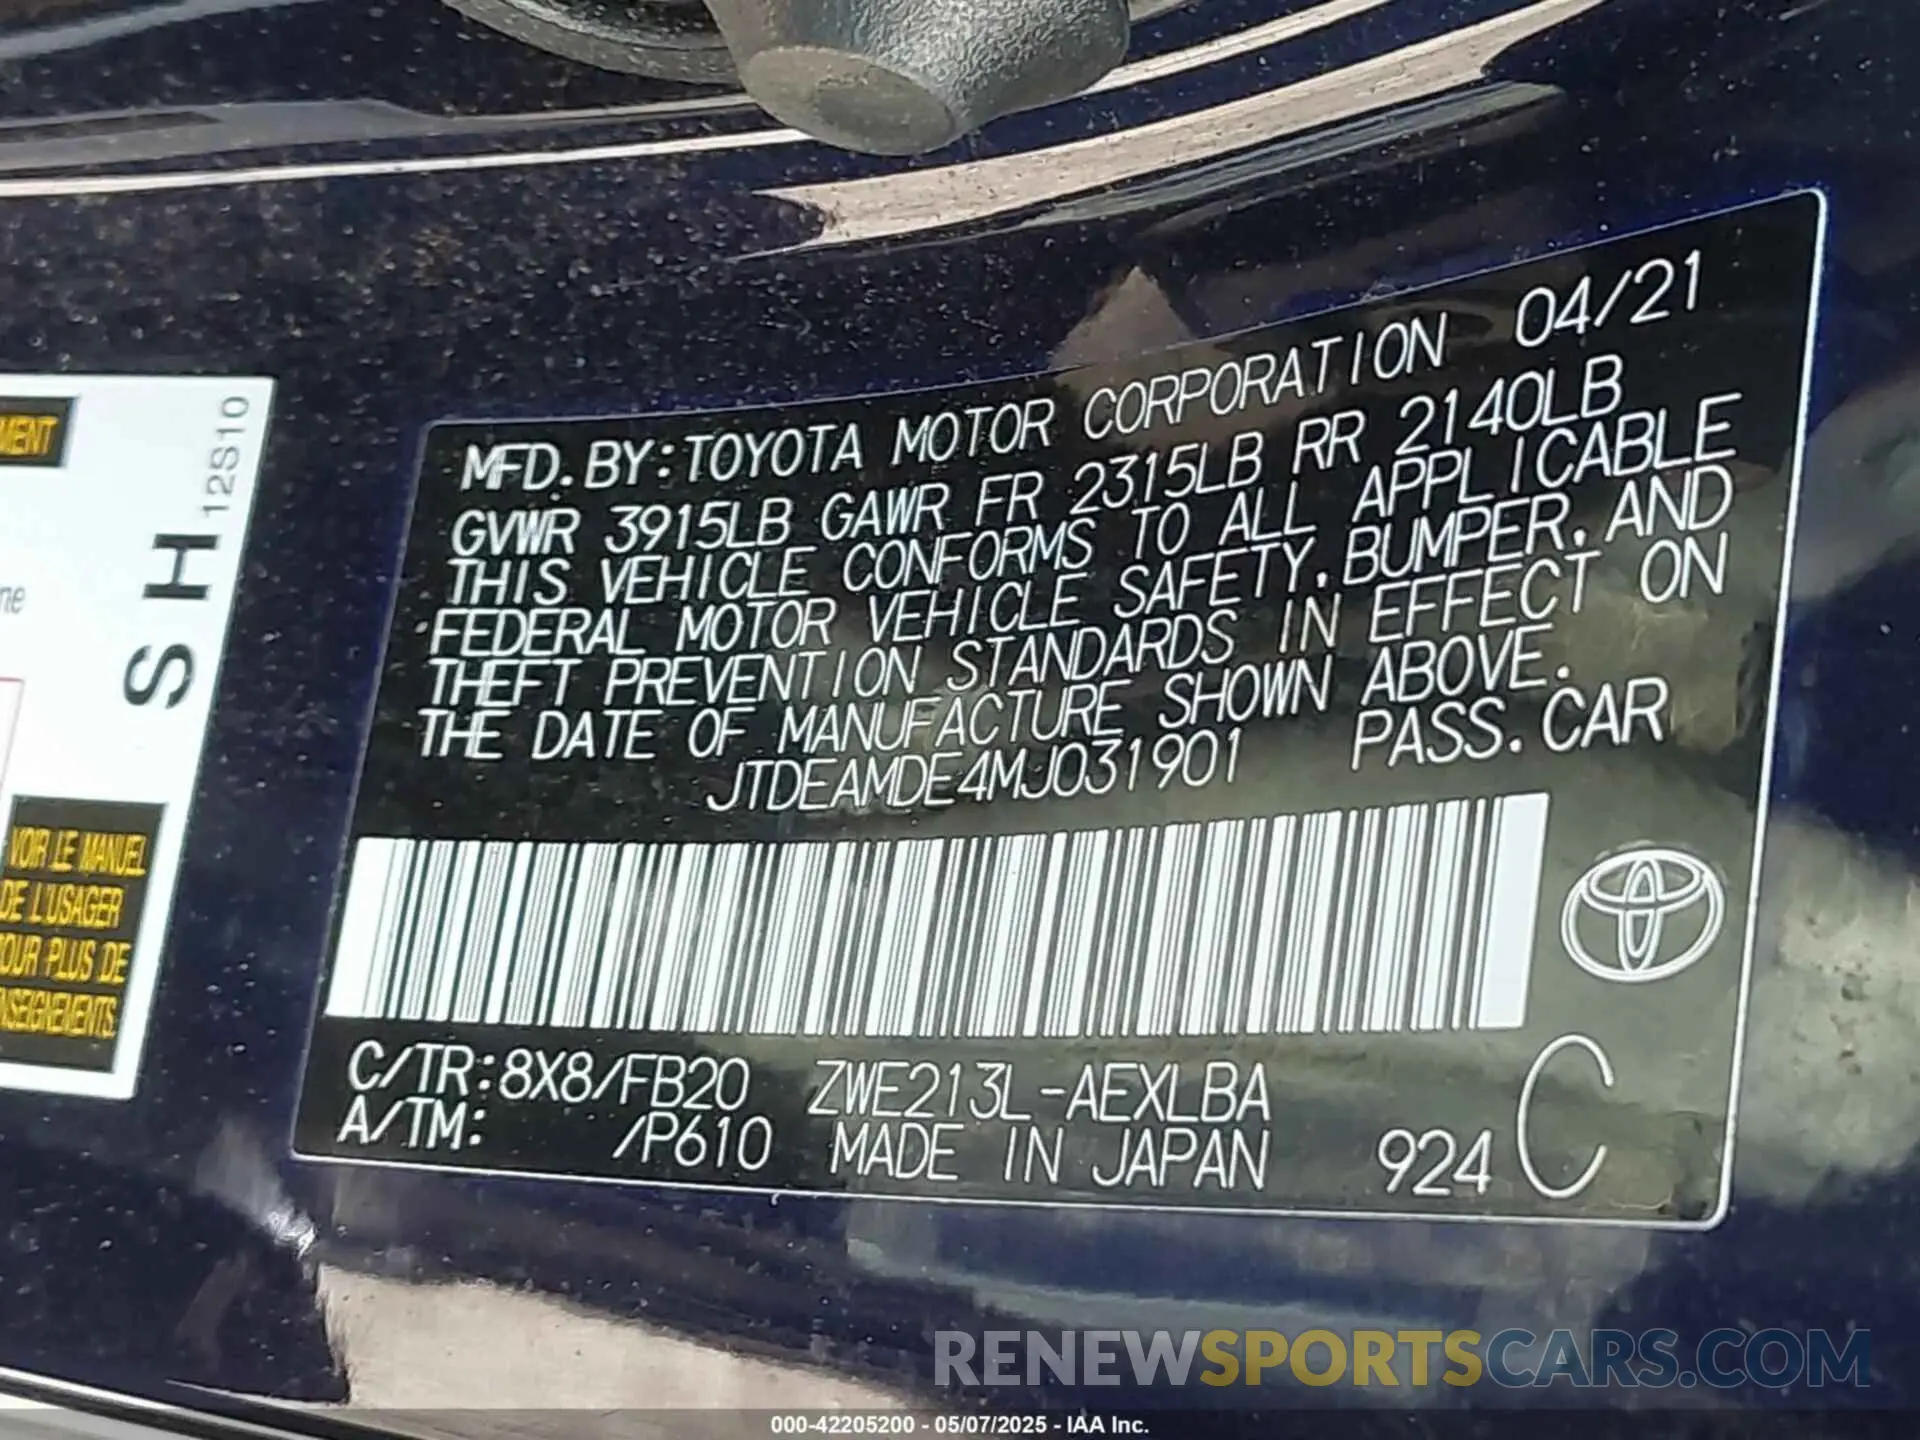 MENT
ne
S H 12S10
VOIR LE MANUEL
DE L'USAGER
POUR PLUS DE
NSEIGNEMENTS
MFD. BY: TOYOTA MOTOR CORPORATION 04/21
GVWR 3915LB GAWR FR 2315LB RR 2140LB
THIS VEHICLE CONFORMS TO ALL APPLICABLE
FEDERAL MOTOR VEHICLE SAFETY, BUMPER, AND
THEFT PREVENTION STANDARDS IN EFFECT ON
THE DATE OF MANUFACTURE SHOWN ABOVE.
JTDEAMDE4MJ031901 PASS. CAR
C/TR: 8X8/FB20 ZWE213L-AEXLBA
A/TM: /P610 MADE IN JAPAN 924 C
RENEWSPORTSCARS.COM
000-42205200 - 05/07/2025 - IAA Inc.